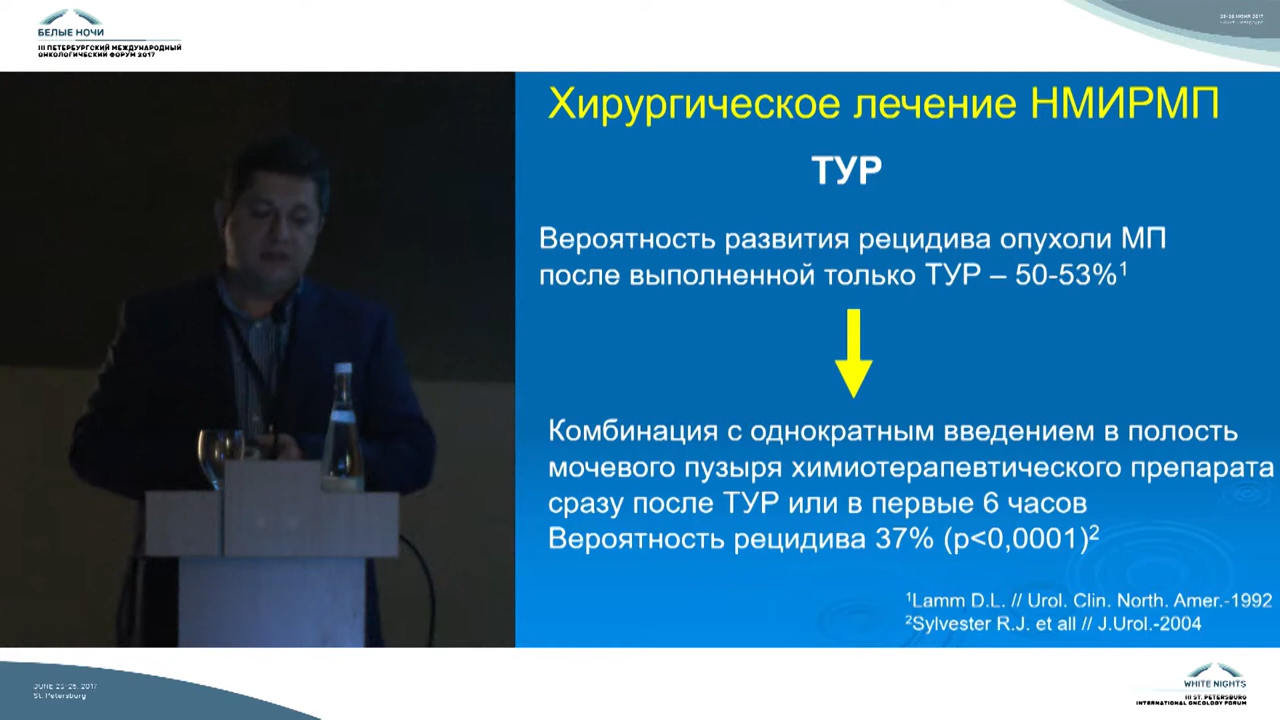 БЕЛЫЕ НОЧИ
III ПЕТЕРБУРГСКИЙ МЕЖДУНАРОДНЫЙ
ОНКОЛОГИЧЕСКИЙ ФОРУМ 2017
Хирургическое лечение НМИРМП
ТУР
Вероятность развития рецидива опухоли МП
после выполненной только ТУР – 50-53%¹
Комбинация с однократным введением в полость
мочевого пузыря химиотерапевтического препарата
сразу после ТУР или в первые 6 часов
Вероятность рецидива 37% (p<0,0001)²
¹Lamm D.L. // Urol. Clin. North. Amer.-1992
²Sylvester R.J. et all // J.Urol.-2004
JUNE 23-26, 2017
St. Petersburg
WHITE NIGHTS
III ST. PETERSBURG
INTERNATIONAL ONCOLOGY FORUM